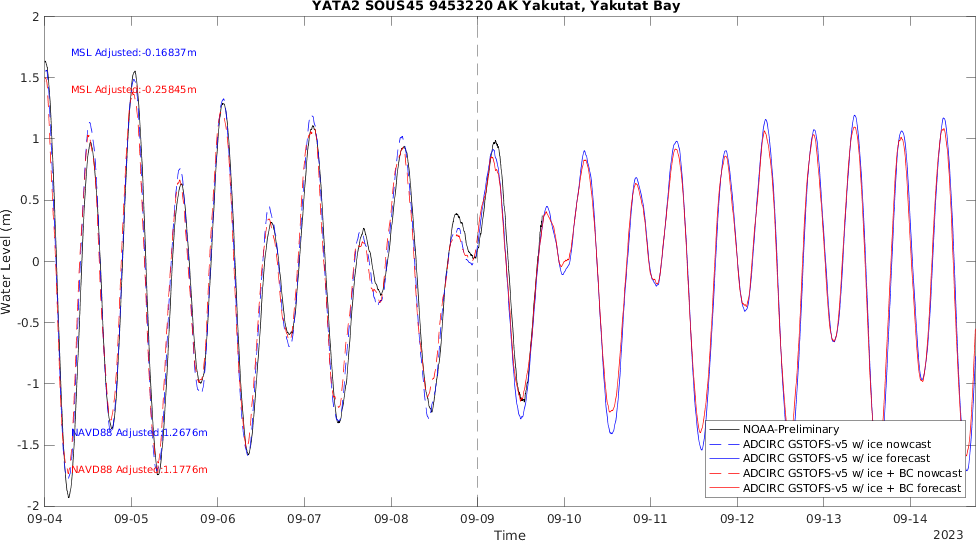 YATA2 SOUS45 9453220 AK Yakutat, Yakutat Bay
2
1.5
1
0.5
0
-0.5
-1
-1.5
-2
Water Level (m)
MSL Adjusted:-0.16837m
MSL Adjusted:-0.25845m
NAVD88 Adjusted:1.2676m
NAVD88 Adjusted:1.1776m
NOAA-Preliminary
ADCIRC GSTOFS-v5 w/ ice nowcast
ADCIRC GSTOFS-v5 w/ ice forecast
ADCIRC GSTOFS-v5 w/ ice + BC nowcast
ADCIRC GSTOFS-v5 w/ ice + BC forecast
09-04 09-05 09-06 09-07 09-08 09-09 09-10 09-11 09-12 09-13 09-14
Time
2023